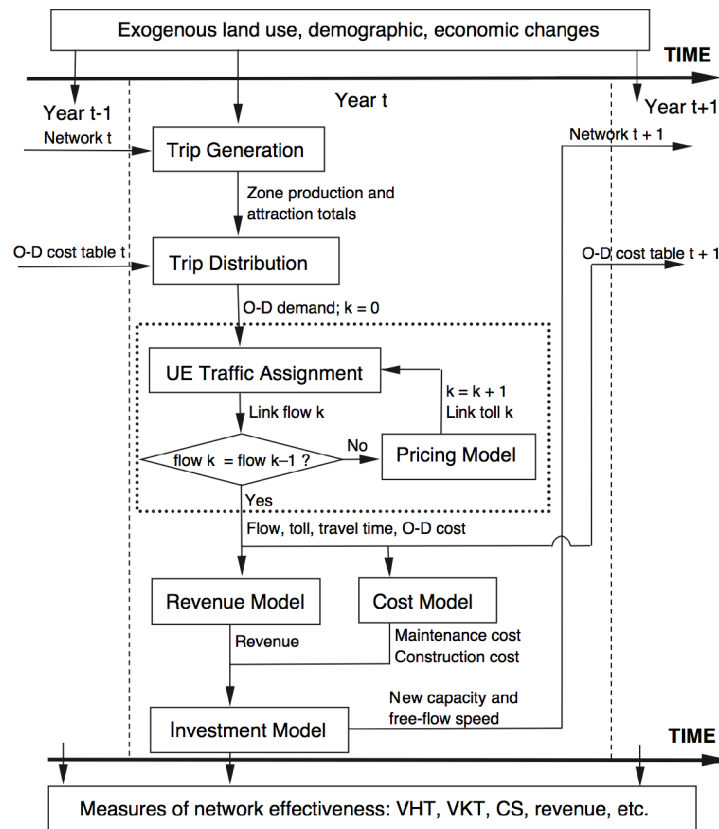 Exogenous land use, demographic, economic changes
TIME
Year t-1
Year t
Year t+1
Network t
Network t + 1
Trip Generation
Zone production and
attraction totals
O-D cost table t
O-D cost table t + 1
Trip Distribution
O-D demand; k = 0
UE Traffic Assignment
k = k + 1
Link toll k
Link flow k
flow k = flow k–1 ?
No
Pricing Model
Yes
Flow, toll, travel time, O-D cost
Revenue Model
Cost Model
Revenue
Maintenance cost
Construction cost
New capacity and
free-flow speed
Investment Model
TIME
Measures of network effectiveness: VHT, VKT, CS, revenue, etc.